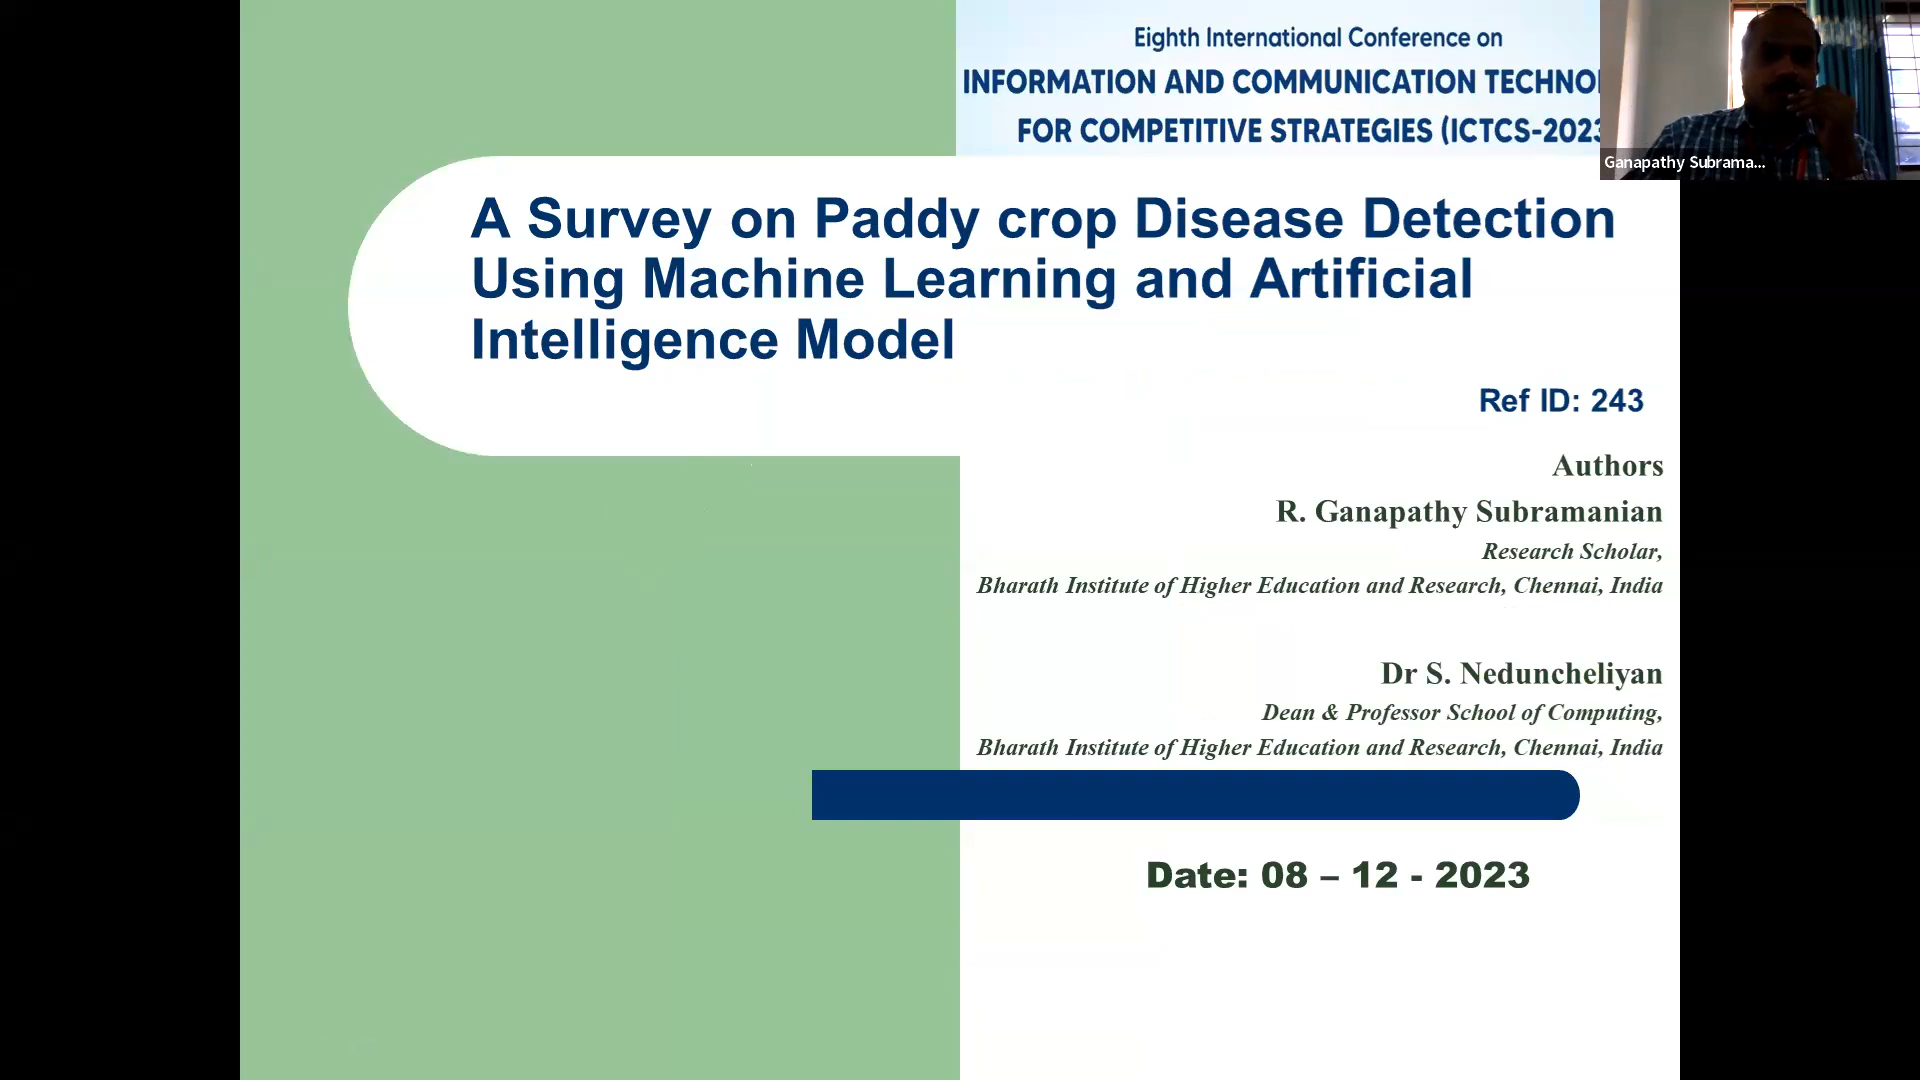 Eighth International Conference on
INFORMATION AND COMMUNICATION
FOR COMPETITIVE STRATEGIES (ICTCS-2023
Ganapathy Subrama...
A Survey on Paddy crop Disease Detection
Using Machine Learning and Artificial
Intelligence Model
Ref ID: 243
Authors
R. Ganapathy Subramanian
Research Scholar,
Bharath Institute of Higher Education and Research, Chennai, India
Dr S. Neduncheliyan
Dean & Professor School of Computing,
Bharath Institute of Higher Education and Research, Chennai, India
Date: 08 – 12 - 2023